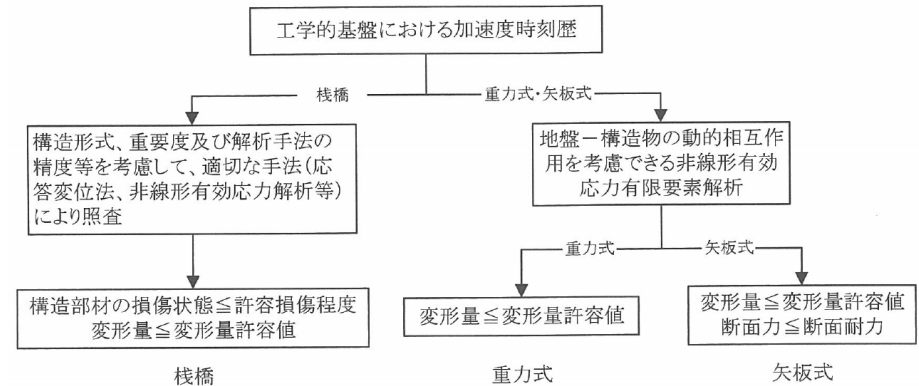 工学的基盤における加速度時刻歴
桟橋
重力式・矢板式
構造形式、重要度及び解析手法の
精度等を考慮して、適切な手法(応
答変位法、非線形有効応力解析等)
により照査
地盤－構造物の動的相互作
用を考慮できる非線形有効
応力有限要素解析
重力式
矢板式
構造部材の損傷状態≦許容損傷程度
変形量≦変形量許容値
変形量≦変形量許容値
変形量≦変形量許容値
断面力≦断面耐力
桟橋
重力式
矢板式